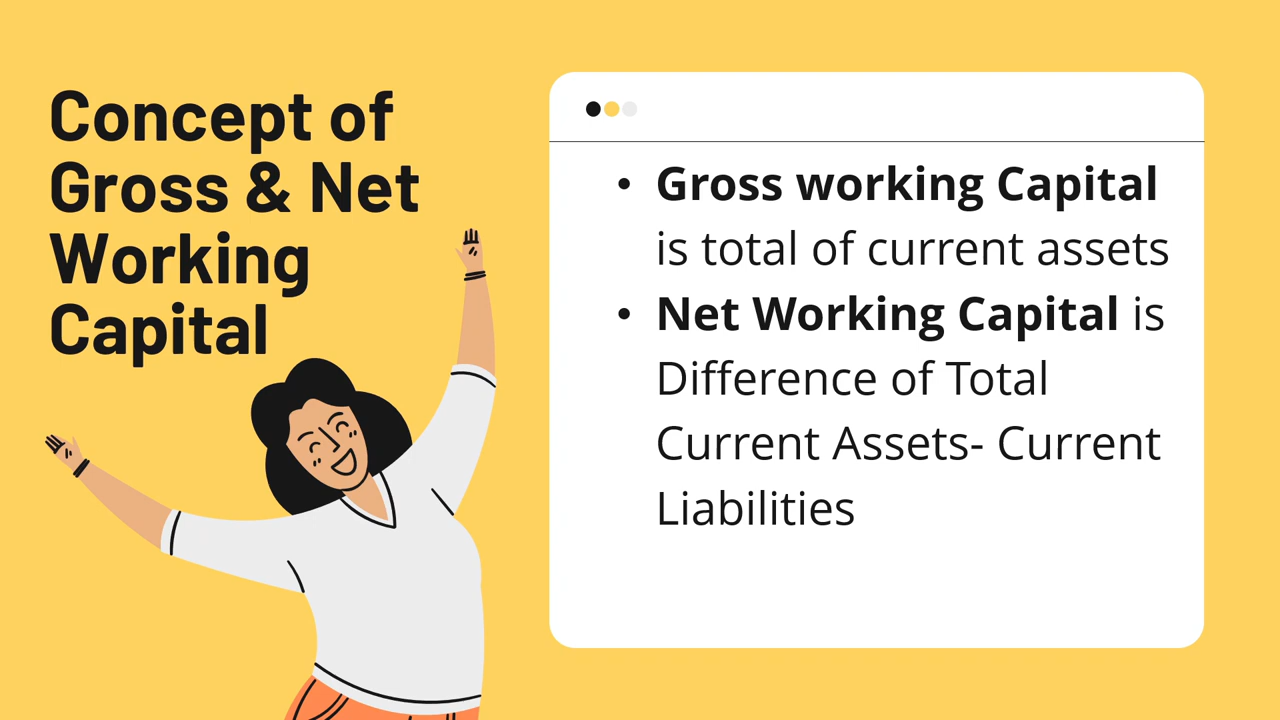 Concept of
Gross & Net
Working
Capital
• Gross working Capital
is total of current assets
• Net Working Capital is
Difference of Total
Current Assets- Current
Liabilities